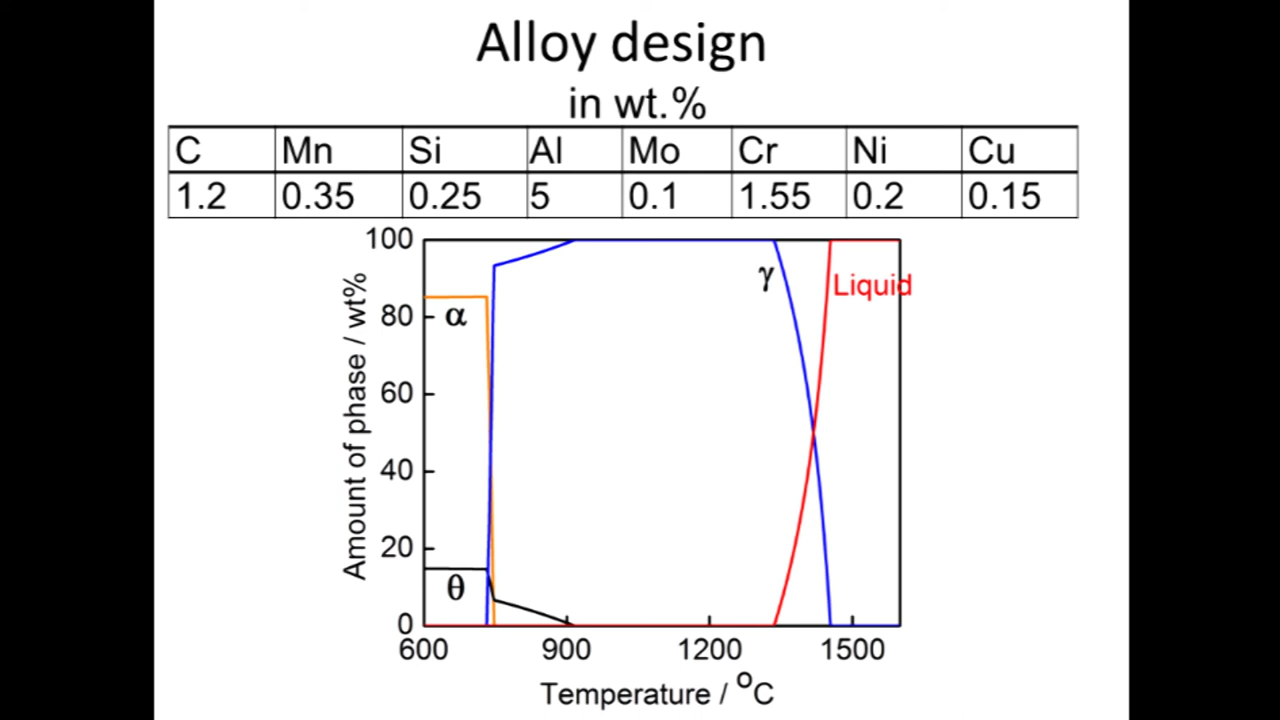 Alloy design
in wt.%
C Mn Si Al Mo Cr Ni Cu
1.2 0.35 0.25 5 0.1 1.55 0.2 0.15
100
80
60
40
20
0
Amount of phase / wt%
α
θ
γ
Liquid
600 900 1200 1500
Temperature / °C